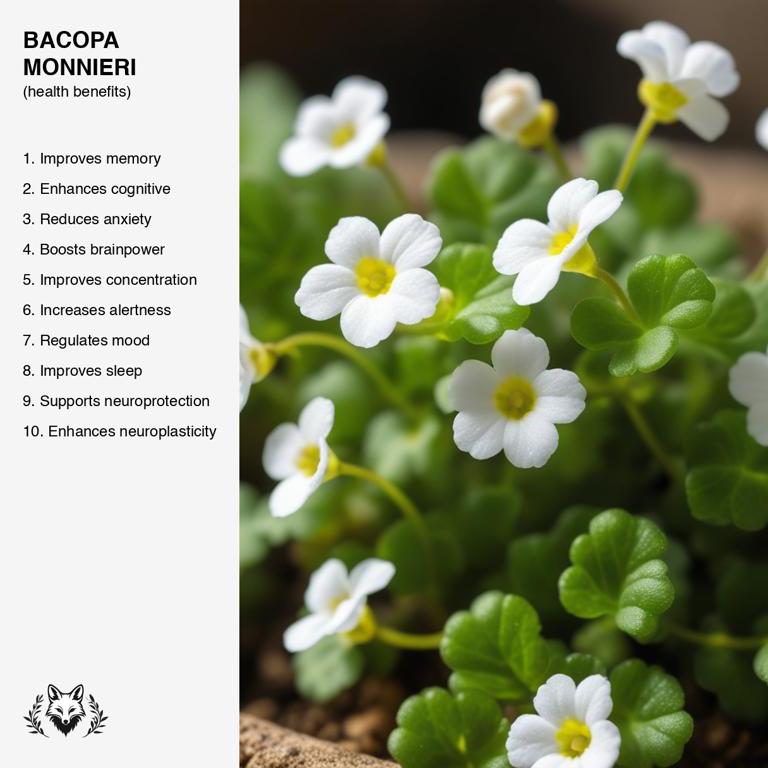 BACOPA
MONNIERI
(health benefits)
1. Improves memory
2. Enhances cognitive
3. Reduces anxiety
4. Boosts brainpower
5. Improves concentration
6. Increases alertness
7. Regulates mood
8. Improves sleep
9. Supports neuroprotection
10. Enhances neuroplasticity